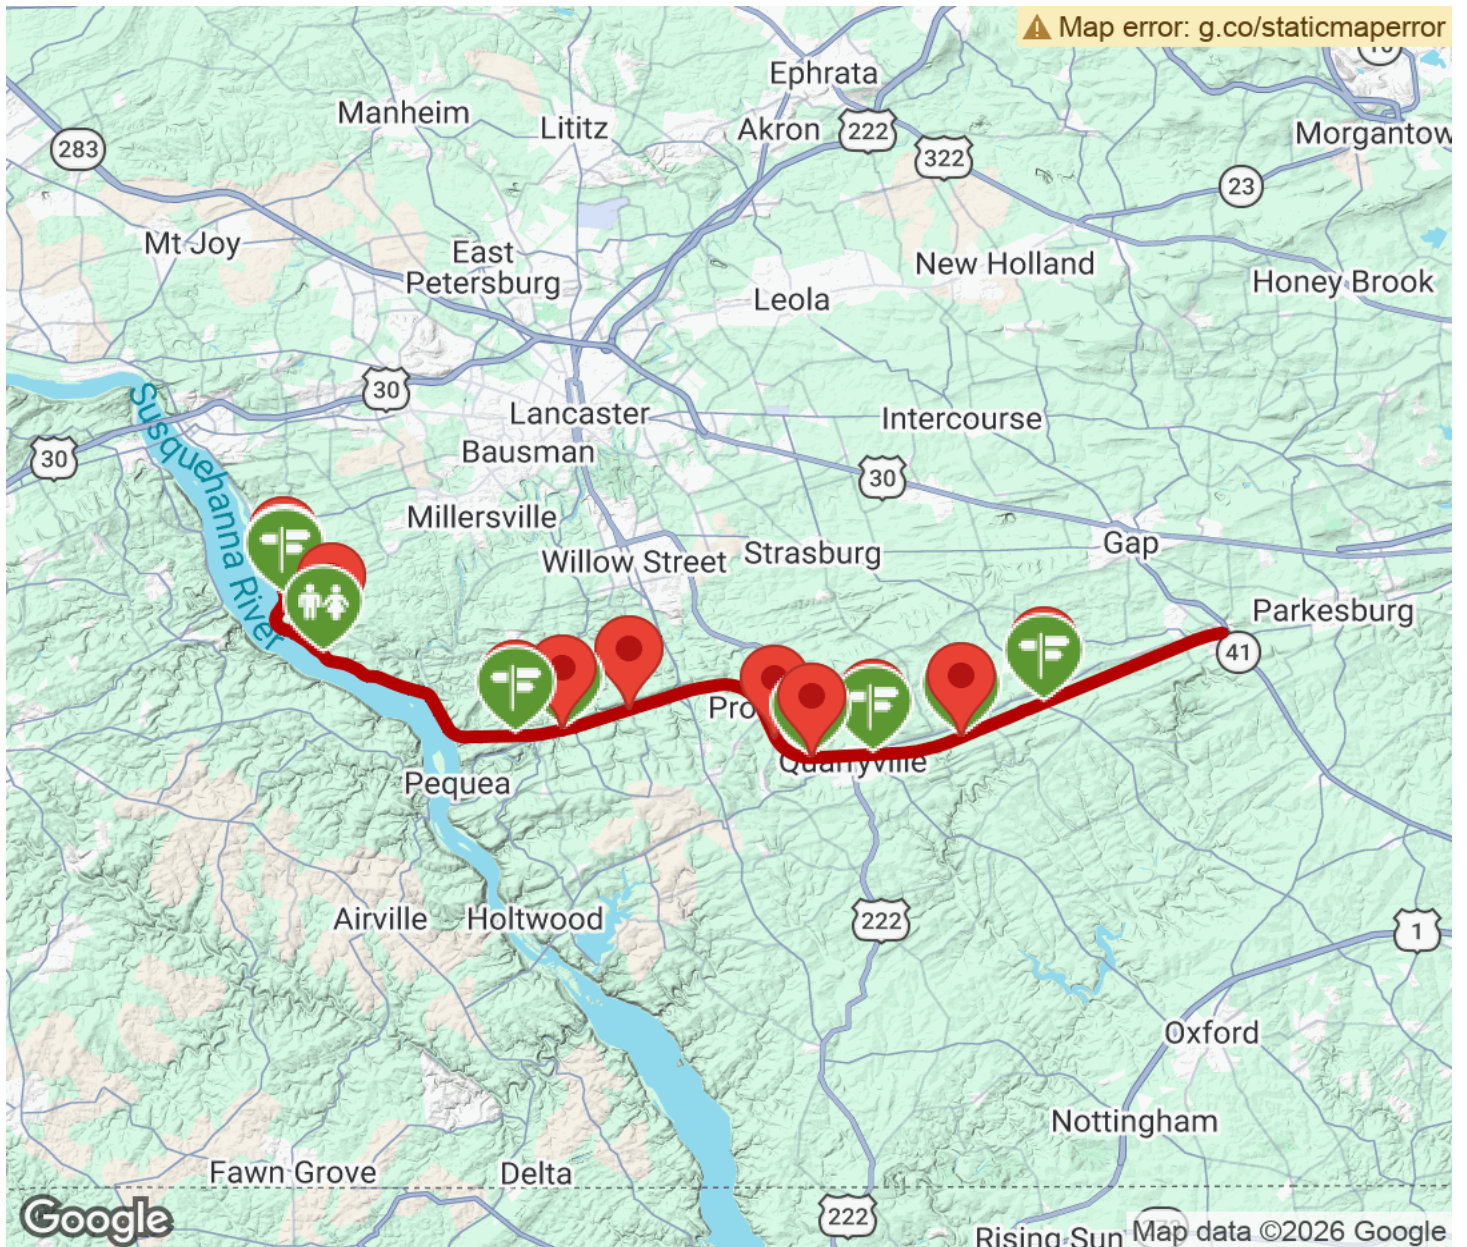 Map error: g.co/staticmaperror
Ephrata
Manheim
Lititz
Akron
222
322
Morgantow
283
23
Mt Joy
East
Petersburg
New Holland
Honey Brook
Leola
30
Lancaster
Intercourse
Bausman
30
30
Susquehanna River
Millersville
Willow Street
Strasburg
Gap
Parkesburg
41
Pro
Quarryville
Pequea
Airville
Holtwood
222
1
Oxford
Nottingham
Fawn Grove
Delta
222
Rising Sun
Google
Map data ©2026 Google